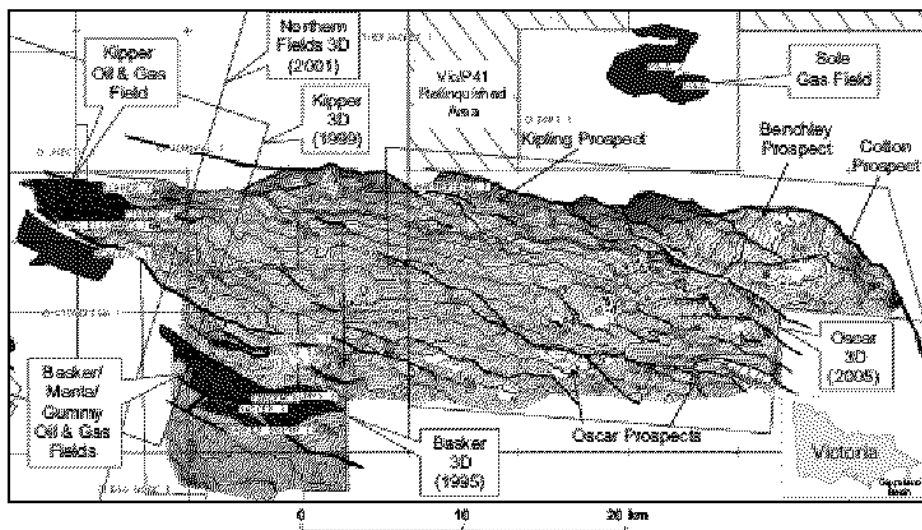 Kipper
Oil & Gas
Field
Northern
Fields 3D
(2001)
Kipper
3D
(1999)
Vic/P41
Relinquished
Area
Sole
Gas Field
Kipling Prospect
Benchley
Prospect
Cotton
Prospect
Oscar
3D
(2005)
Basker/
Manta/
Gummy
Oil & Gas
Fields
Basker
3D
(1995)
Oscar Prospects
Victoria
Gippsland
Basin
0 10 20 km